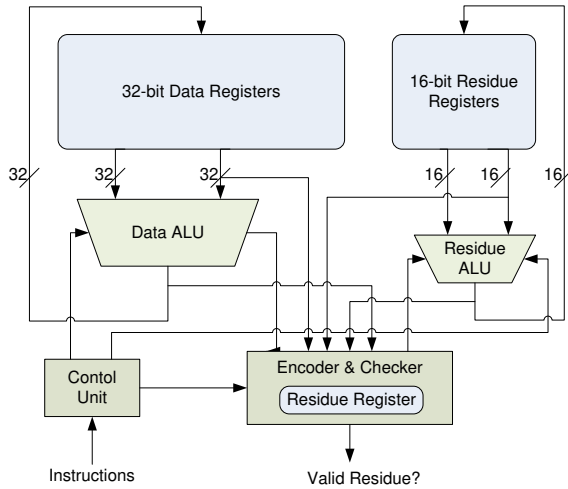 32-bit Data Registers
16-bit Residue
Registers
32
32
32
16
16
16
Data ALU
Residue
ALU
Contol
Unit
Encoder & Checker
Residue Register
Instructions
Valid Residue?